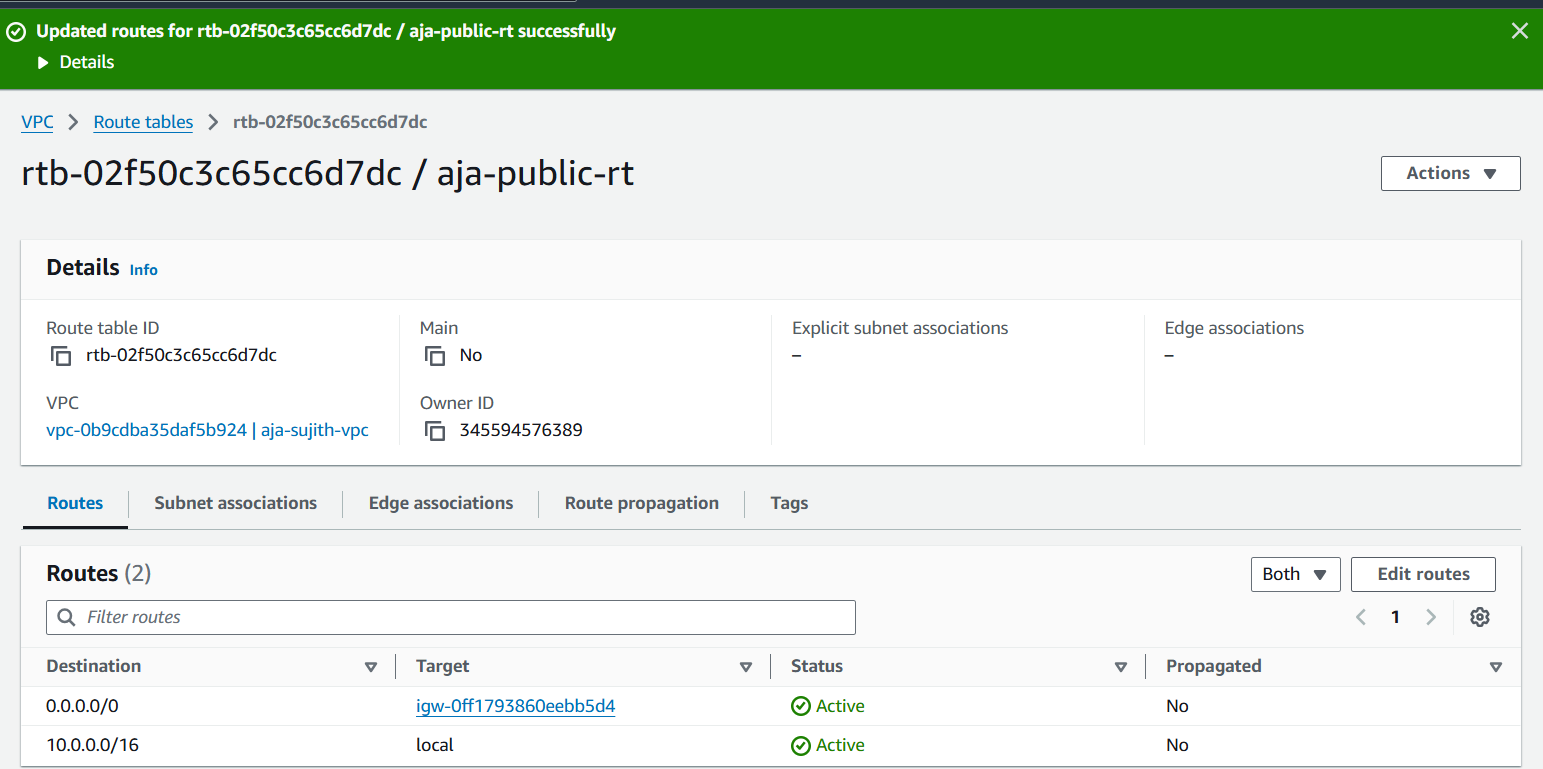 Updated routes for rtb-02f50c3c65cc6d7dc / aja-public-rt successfully
Details
VPC > Route tables > rtb-02f50c3c65cc6d7dc
rtb-02f50c3c65cc6d7dc / aja-public-rt
Actions
Details Info
Route table ID
rtb-02f50c3c65cc6d7dc
Main
No
Explicit subnet associations
–
Edge associations
–
VPC
vpc-0b9cdba35daf5b924 | aja-sujith-vpc
Owner ID
345594576389
Routes Subnet associations Edge associations Route propagation Tags
Routes (2)
Both Edit routes
Filter routes
1
Destination Target Status Propagated
0.0.0.0/0 igw-0ff1793860eebb5d4 Active No
10.0.0.0/16 local Active No